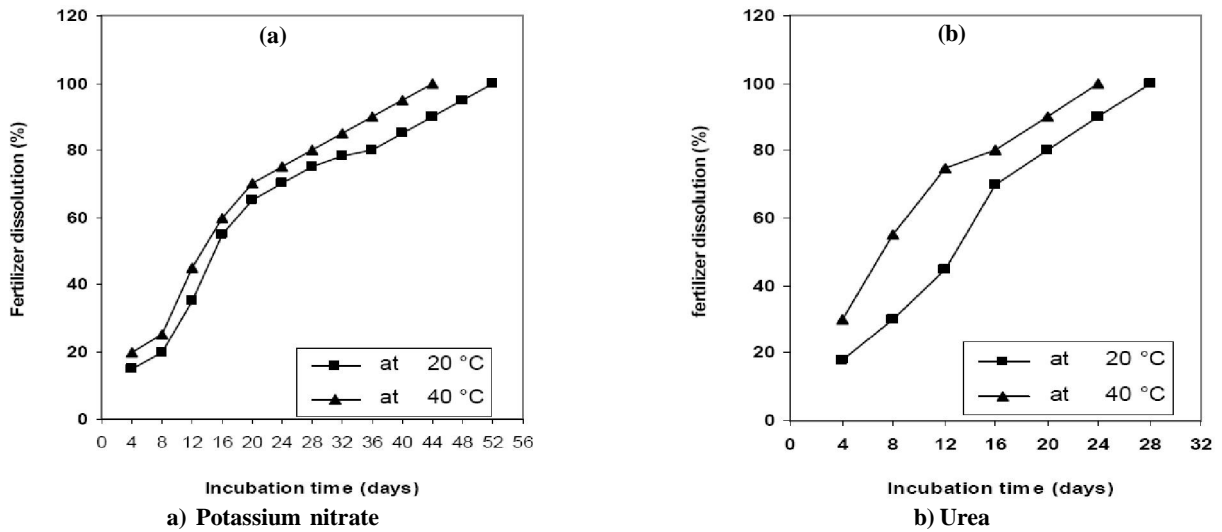 (a)
Fertilizer dissolution (%)
120
100
80
60
40
20
0
at 20 °C
at 40 °C
0 4 8 12 16 20 24 28 32 36 40 44 48 52 56
Incubation time (days)
a) Potassium nitrate
(b)
fertilizer dissolution (%)
120
100
80
60
40
20
0
at 20 °C
at 40 °C
0 4 8 12 16 20 24 28 32
Incubation time (days)
b) Urea